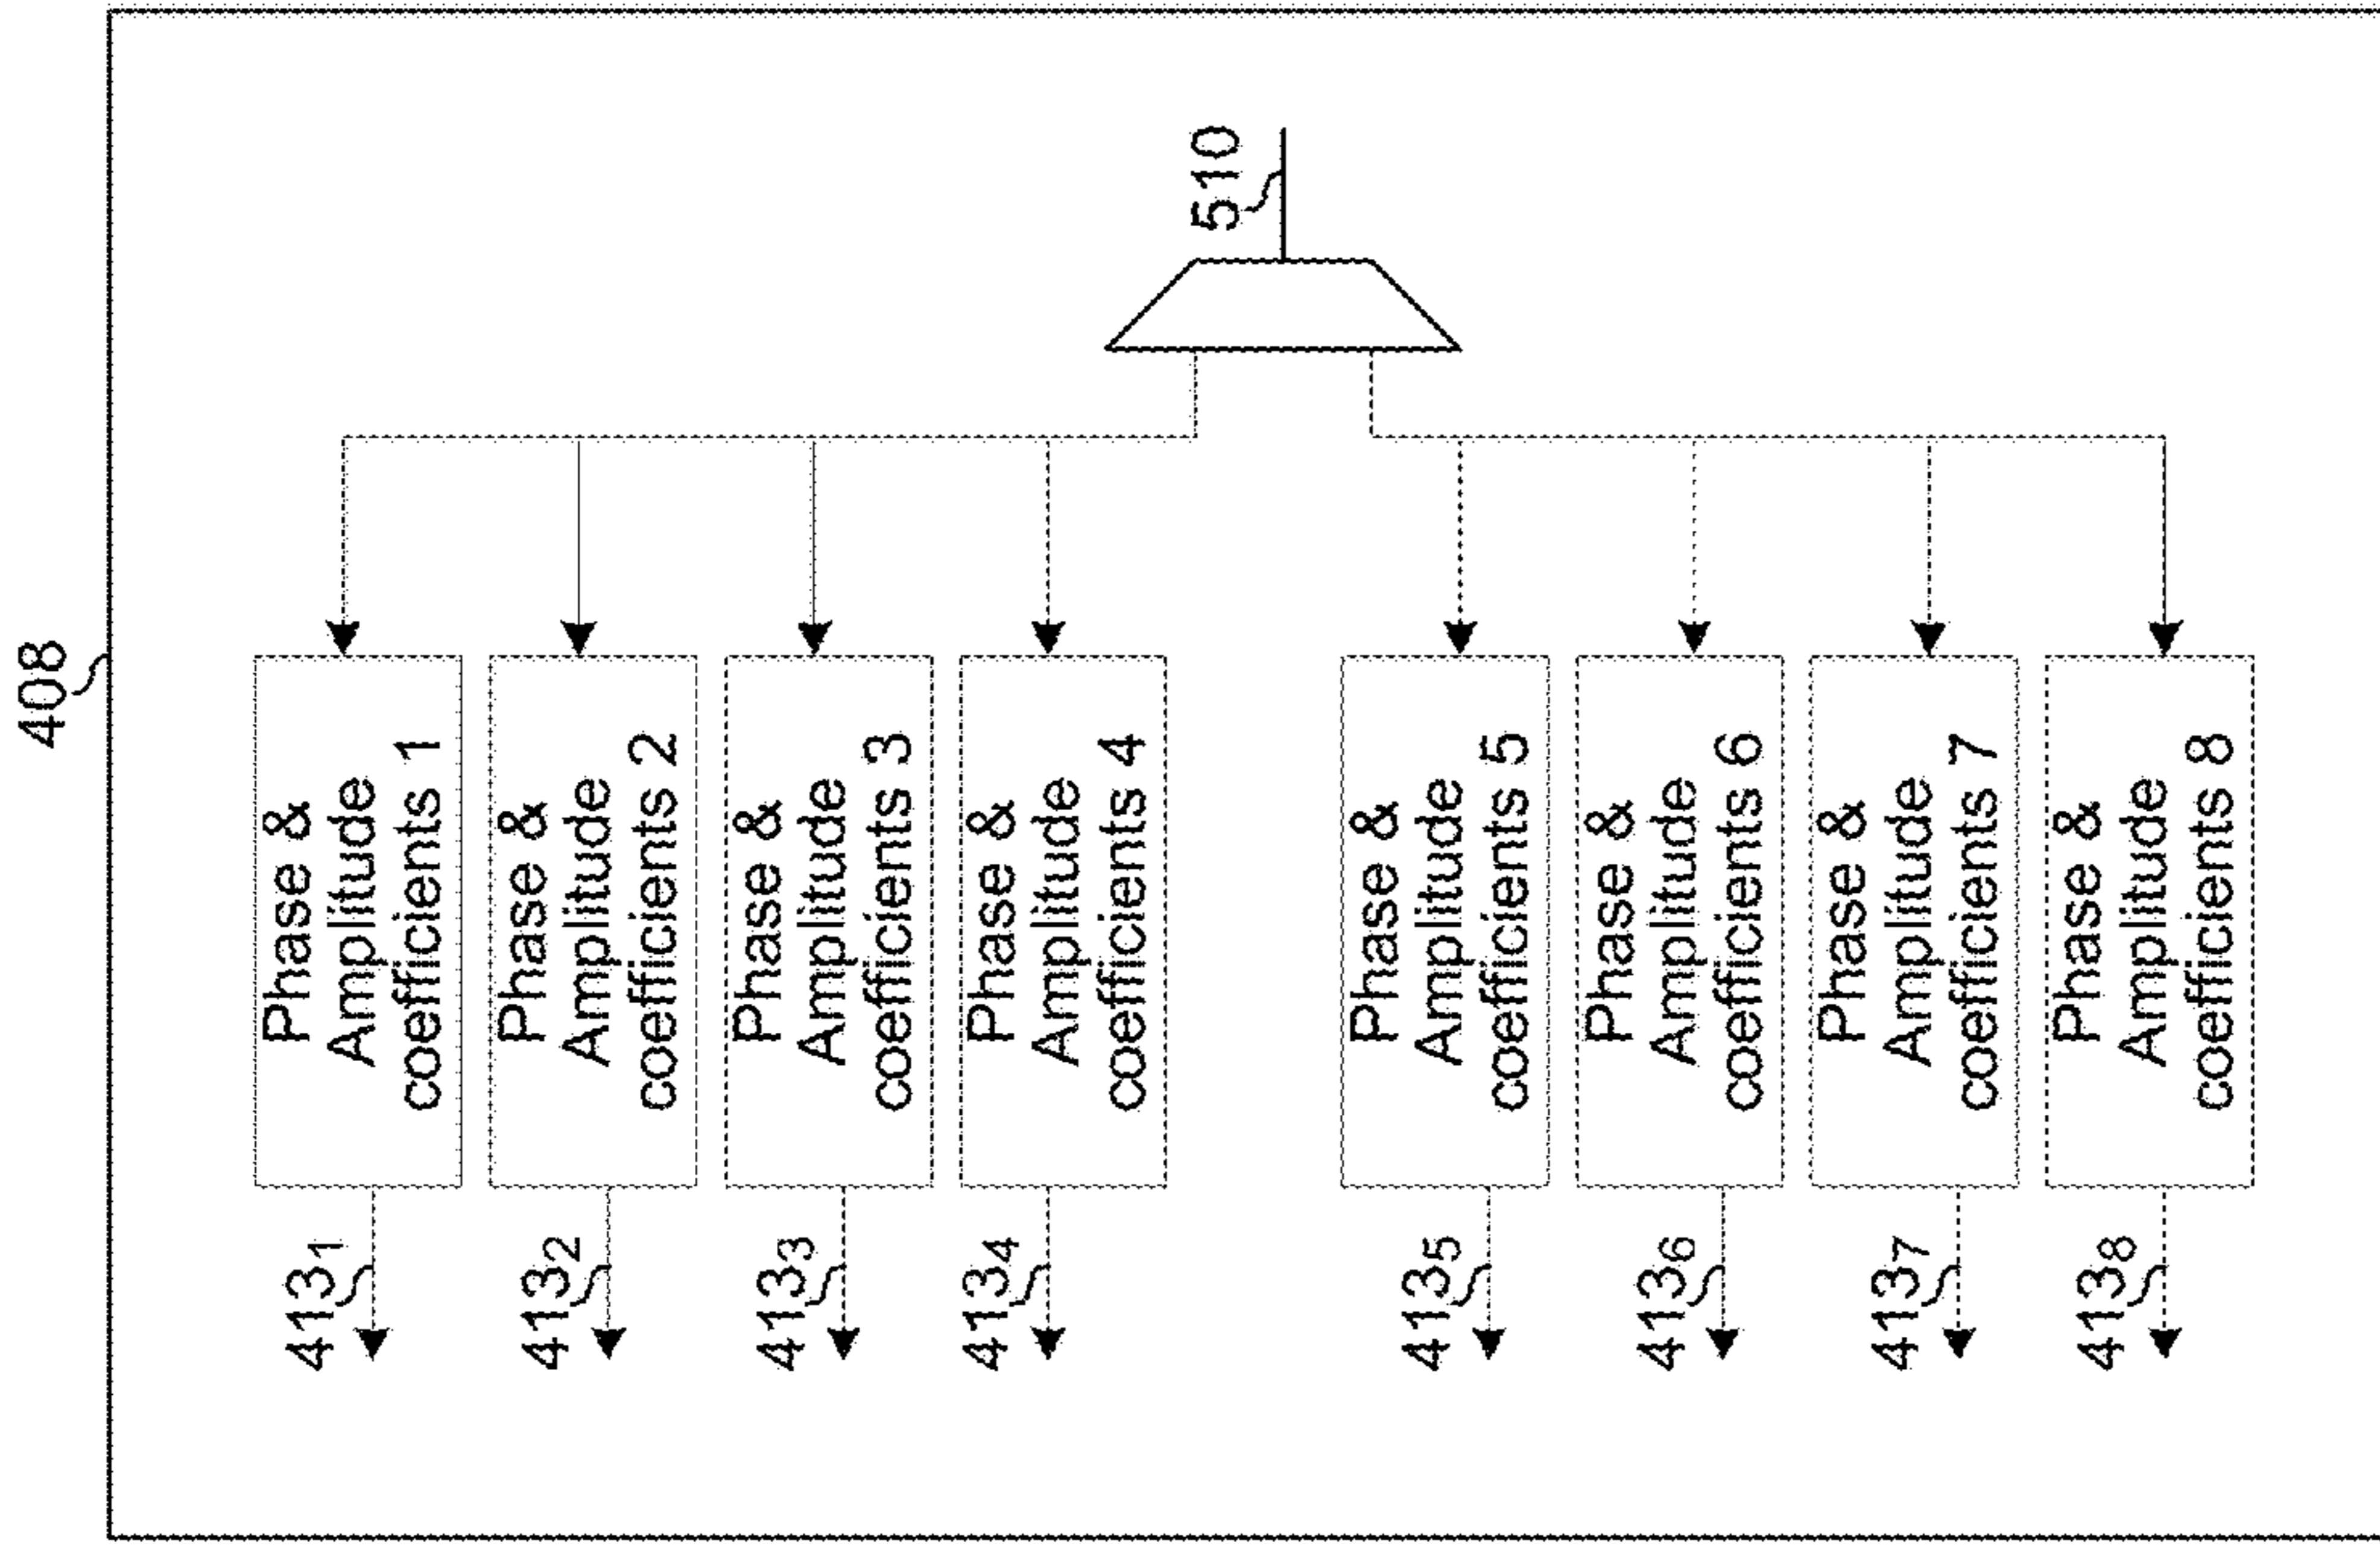 408
510
Phase &
Amplitude
coefficients 1
Phase &
Amplitude
coefficients 2
Phase &
Amplitude
coefficients 3
Phase &
Amplitude
coefficients 4
Phase &
Amplitude
coefficients 5
Phase &
Amplitude
coefficients 6
Phase &
Amplitude
coefficients 7
Phase &
Amplitude
coefficients 8
413₁
413₂
413₃
413₄
413₅
413₆
413₇
413₈